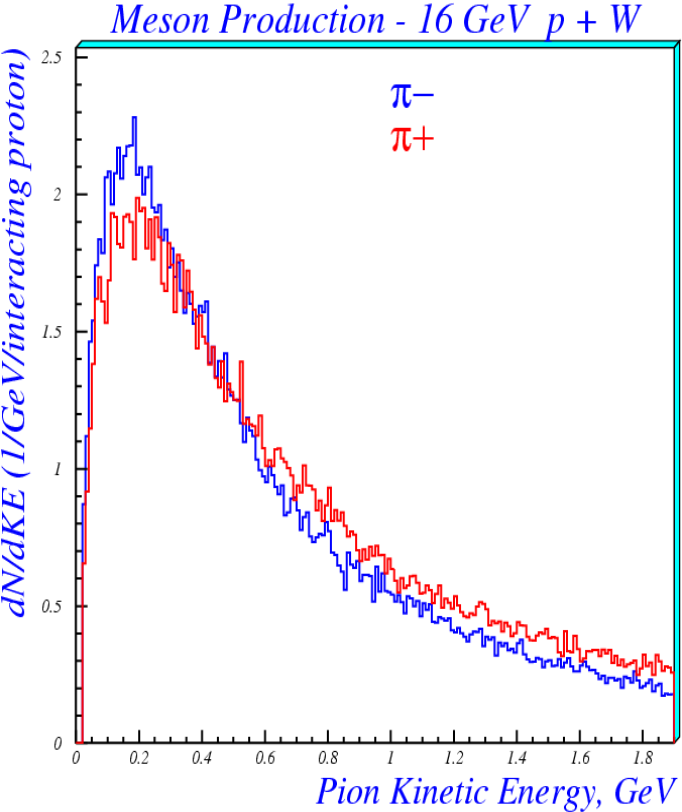 Meson Production - 16 GeV p + W
dN/dKE (1/GeV/interacting proton)
2.5
2
1.5
1
0.5
0
π−
π+
0 0.2 0.4 0.6 0.8 1 1.2 1.4 1.6 1.8
Pion Kinetic Energy, GeV